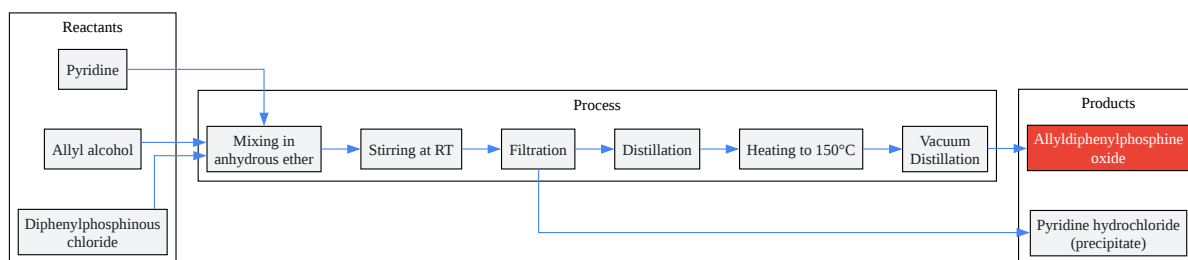 Reactants
Pyridine
Allyl alcohol
Diphenylphosphinous
chloride
Process
Mixing in
anhydrous ether
Stirring at RT
Filtration
Distillation
Heating to 150°C
Vacuum
Distillation
Products
Allyldiphenylphosphine
oxide
Pyridine hydrochloride
(precipitate)